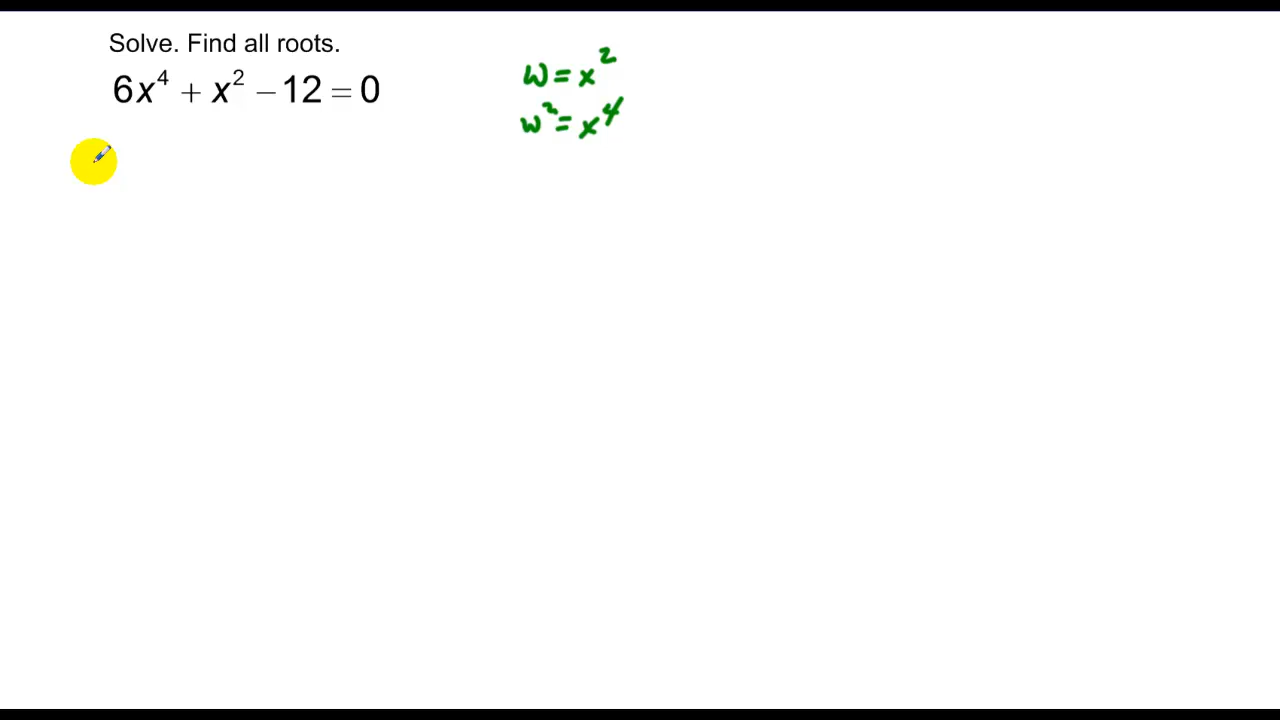 Solve. Find all roots.
6x⁴ + x² − 12 = 0
w = x²
w² = x⁴